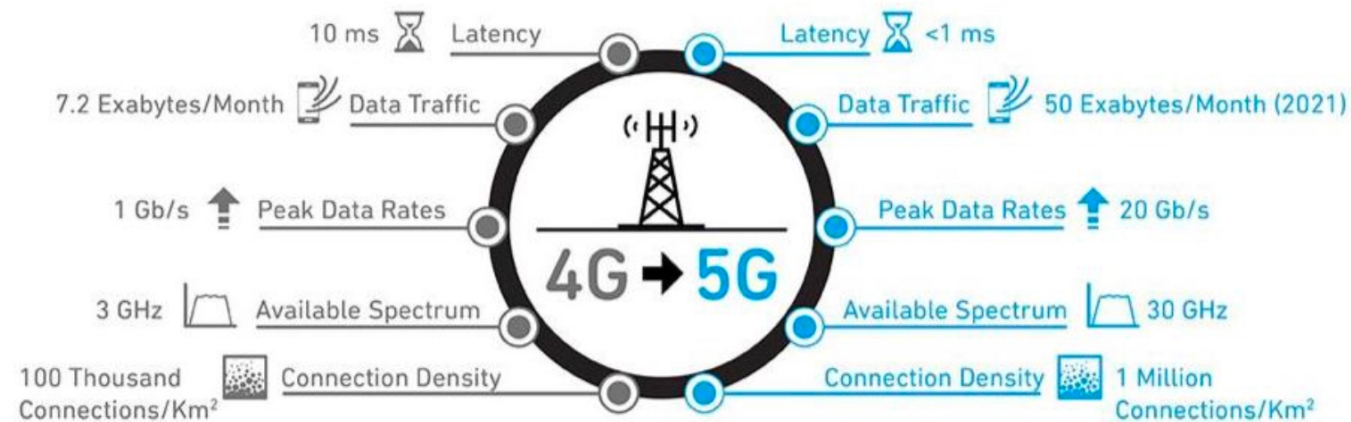 10 ms Latency
Latency <1 ms
7.2 Exabytes/Month Data Traffic
Data Traffic 50 Exabytes/Month (2021)
1 Gb/s Peak Data Rates
Peak Data Rates 20 Gb/s
4G 5G
3 GHz Available Spectrum
Available Spectrum 30 GHz
100 Thousand
Connections/Km²
Connection Density
Connection Density
1 Million
Connections/Km²